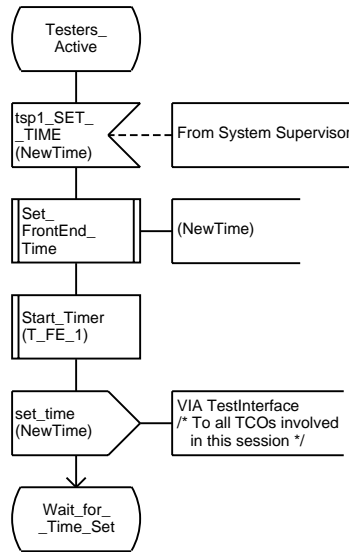 Testers_
Active
tsp1_SET_
_TIME
(NewTime)
From System Supervisor
Set_
FrontEnd_
Time
(NewTime)
Start_Timer
(T_FE_1)
set_time
(NewTime)
VIA TestInterface
/* To all TCOs involved
in this session */
Wait_for_
_Time_Set